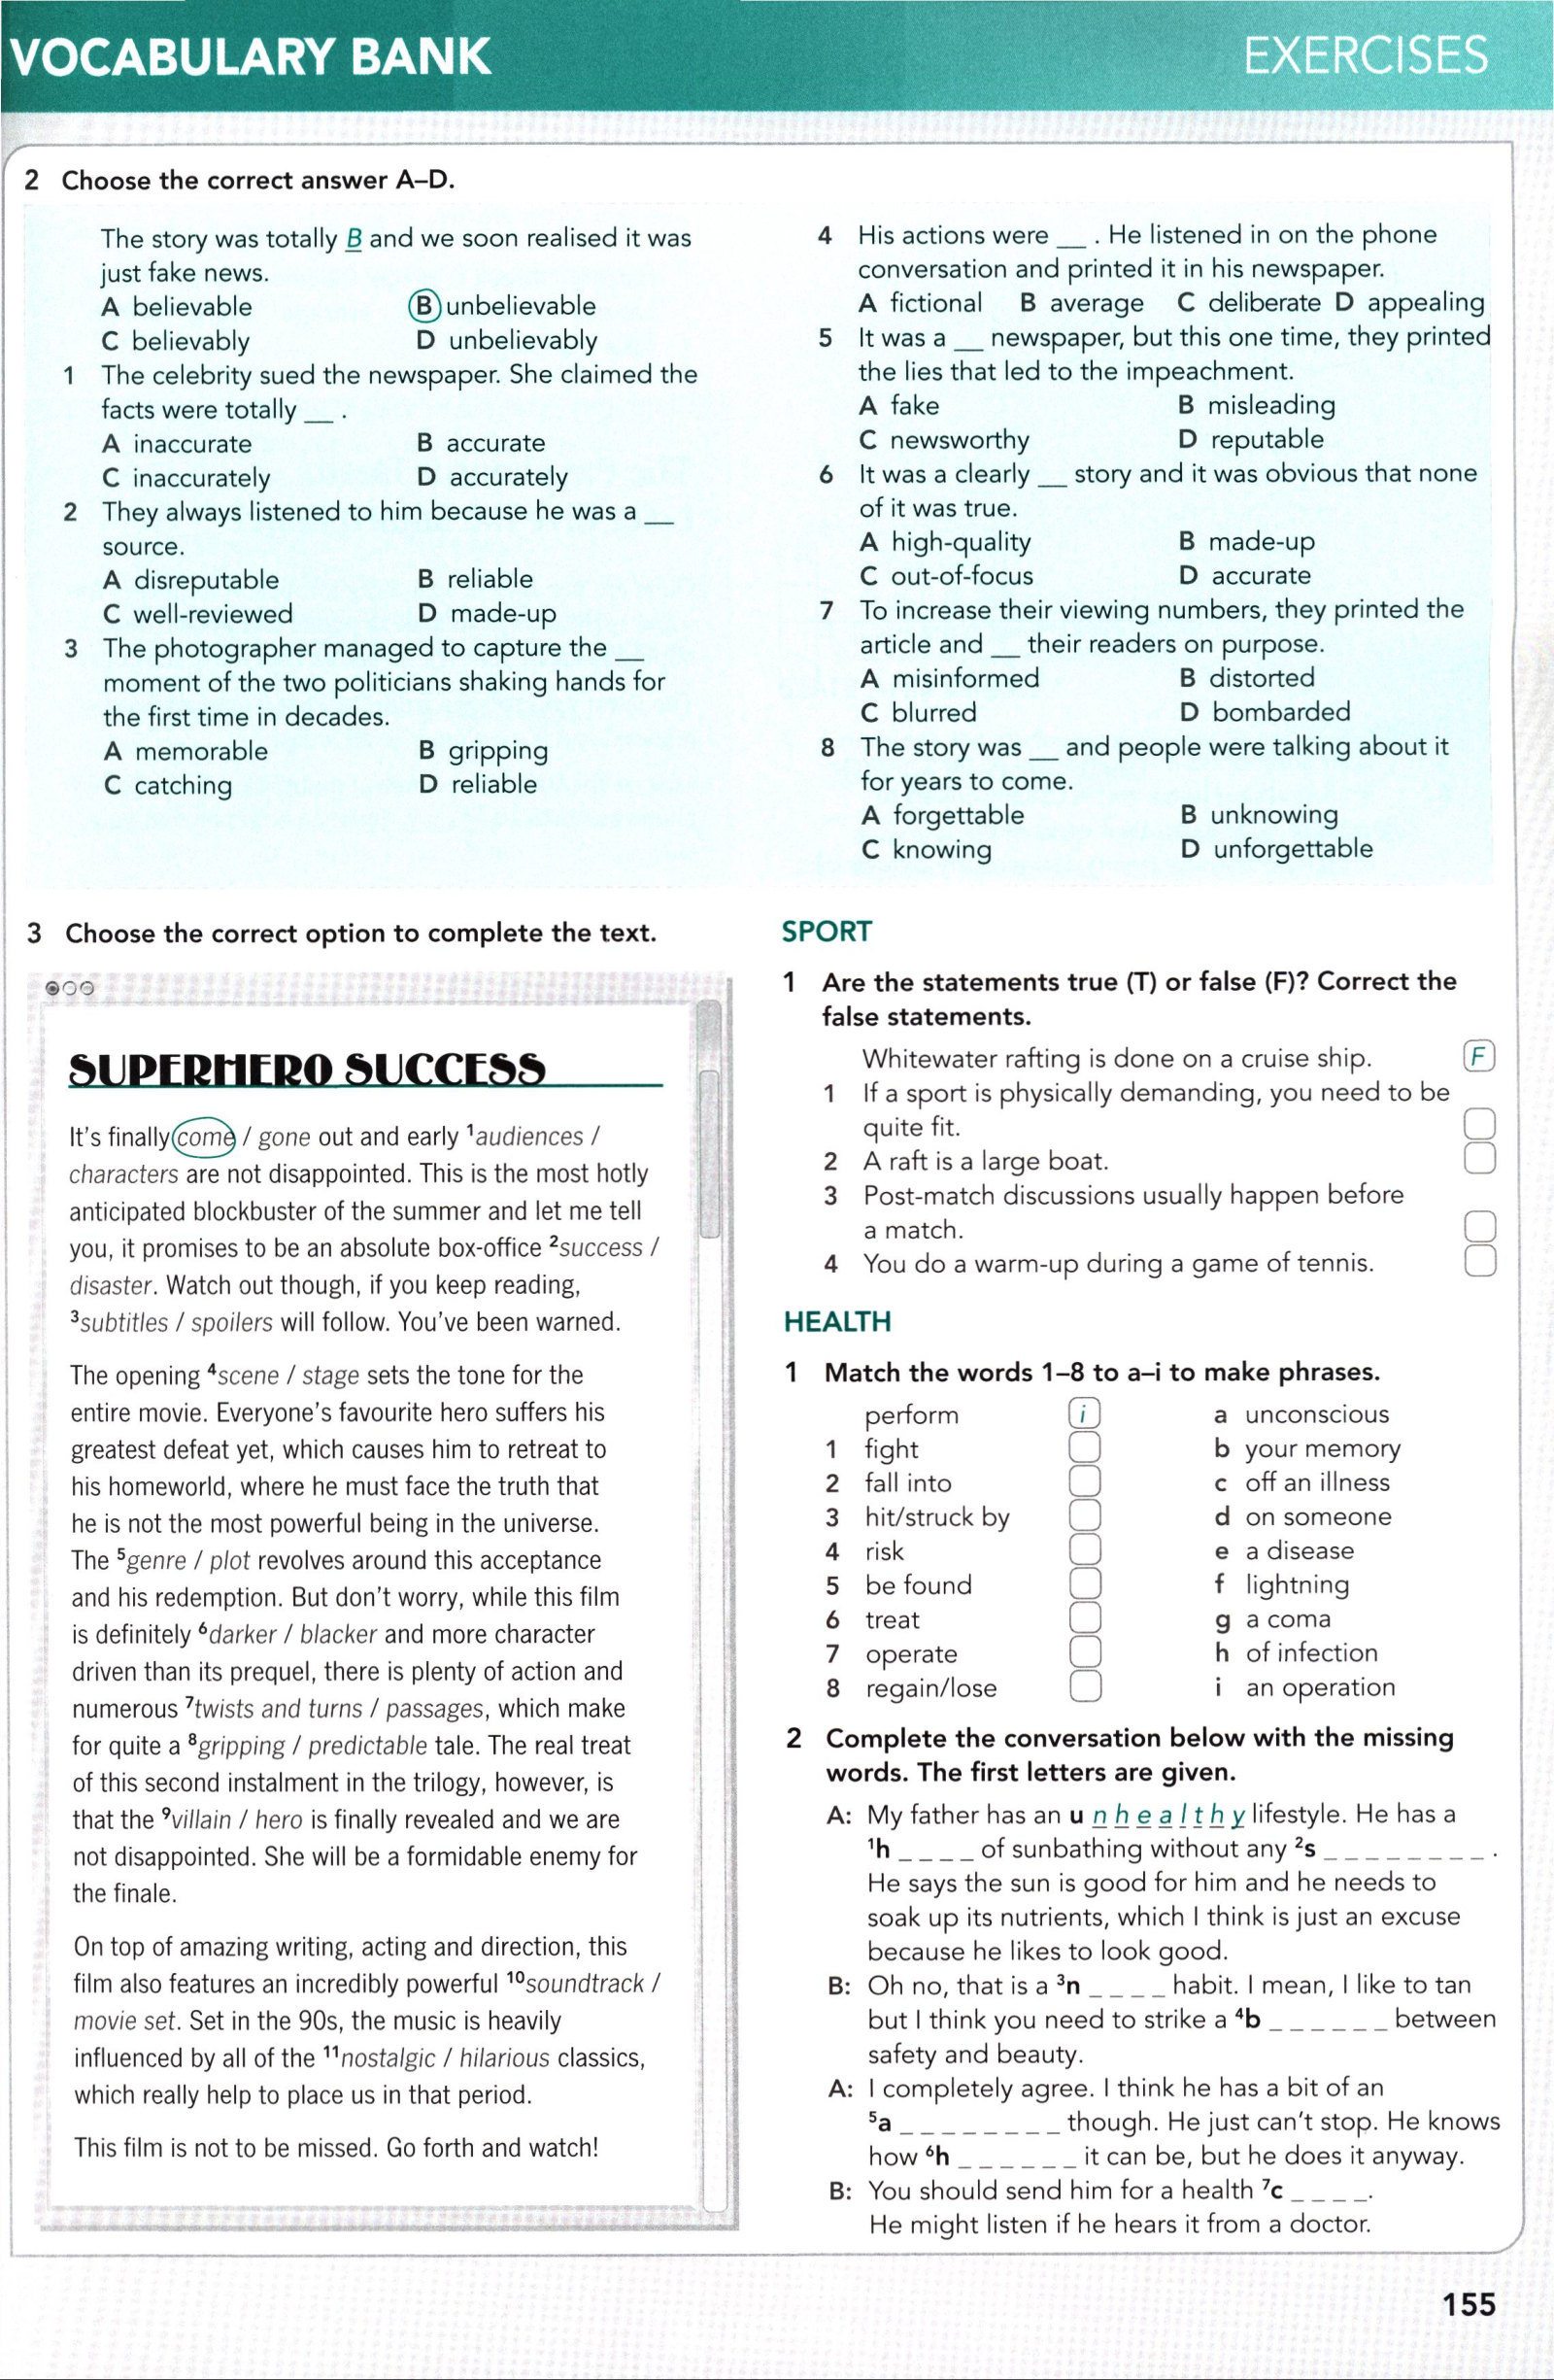 VOCABULARY BANK
EXERCISES
2 Choose the correct answer A–D.
The story was totally B and we soon realised it was
just fake news.
A believable B unbelievable
C believably D unbelievably
1 The celebrity sued the newspaper. She claimed the
facts were totally __ .
A inaccurate B accurate
C inaccurately D accurately
2 They always listened to him because he was a __
source.
A disreputable B reliable
C well-reviewed D made-up
3 The photographer managed to capture the __
moment of the two politicians shaking hands for
the first time in decades.
A memorable B gripping
C catching D reliable
4 His actions were __ . He listened in on the phone
conversation and printed it in his newspaper.
A fictional B average C deliberate D appealing
5 It was a __ newspaper, but this one time, they printed
the lies that led to the impeachment.
A fake B misleading
C newsworthy D reputable
6 It was a clearly __ story and it was obvious that none
of it was true.
A high-quality B made-up
C out-of-focus D accurate
7 To increase their viewing numbers, they printed the
article and __ their readers on purpose.
A misinformed B distorted
C blurred D bombarded
8 The story was __ and people were talking about it
for years to come.
A forgettable B unknowing
C knowing D unforgettable
3 Choose the correct option to complete the text.
SUPERHERO SUCCESS
It's finally come / gone out and early ¹audiences /
characters are not disappointed. This is the most hotly
anticipated blockbuster of the summer and let me tell
you, it promises to be an absolute box-office ²success /
disaster. Watch out though, if you keep reading,
³subtitles / spoilers will follow. You've been warned.
The opening ⁴scene / stage sets the tone for the
entire movie. Everyone's favourite hero suffers his
greatest defeat yet, which causes him to retreat to
his homeworld, where he must face the truth that
he is not the most powerful being in the universe.
The ⁵genre / plot revolves around this acceptance
and his redemption. But don't worry, while this film
is definitely ⁶darker / blacker and more character
driven than its prequel, there is plenty of action and
numerous ⁷twists and turns / passages, which make
for quite a ⁸gripping / predictable tale. The real treat
of this second instalment in the trilogy, however, is
that the ⁹villain / hero is finally revealed and we are
not disappointed. She will be a formidable enemy for
the finale.
On top of amazing writing, acting and direction, this
film also features an incredibly powerful ¹⁰soundtrack /
movie set. Set in the 90s, the music is heavily
influenced by all of the ¹¹nostalgic / hilarious classics,
which really help to place us in that period.
This film is not to be missed. Go forth and watch!
SPORT
1 Are the statements true (T) or false (F)? Correct the
false statements.
Whitewater rafting is done on a cruise ship. F
1 If a sport is physically demanding, you need to be
quite fit.
2 A raft is a large boat.
3 Post-match discussions usually happen before
a match.
4 You do a warm-up during a game of tennis.
HEALTH
1 Match the words 1–8 to a–i to make phrases.
perform i a unconscious
1 fight b your memory
2 fall into c off an illness
3 hit/struck by d on someone
4 risk e a disease
5 be found f lightning
6 treat g a coma
7 operate h of infection
8 regain/lose i an operation
2 Complete the conversation below with the missing
words. The first letters are given.
A: My father has an u n h e a l t h y lifestyle. He has a
¹h _ _ _ _ of sunbathing without any ²s _ _ _ _ _ _ _ _ .
He says the sun is good for him and he needs to
soak up its nutrients, which I think is just an excuse
because he likes to look good.
B: Oh no, that is a ³n _ _ _ _ habit. I mean, I like to tan
but I think you need to strike a ⁴b _ _ _ _ _ _ between
safety and beauty.
A: I completely agree. I think he has a bit of an
⁵a _ _ _ _ _ _ _ _ though. He just can't stop. He knows
how ⁶h _ _ _ _ _ _ it can be, but he does it anyway.
B: You should send him for a health ⁷c _ _ _ _.
He might listen if he hears it from a doctor.
155